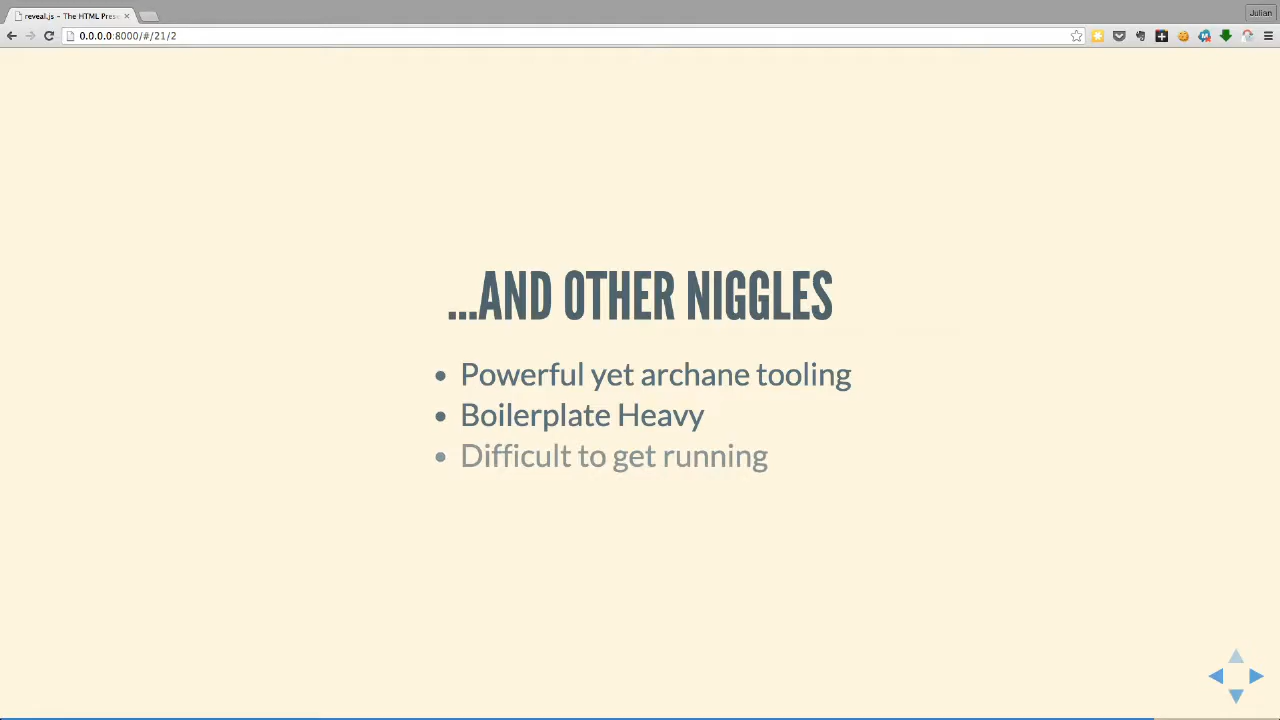 reveal.js – The HTML Pres
Julian
0.0.0.0:8000/#/21/2
...AND OTHER NIGGLES
• Powerful yet archane tooling
• Boilerplate Heavy
• Difficult to get running